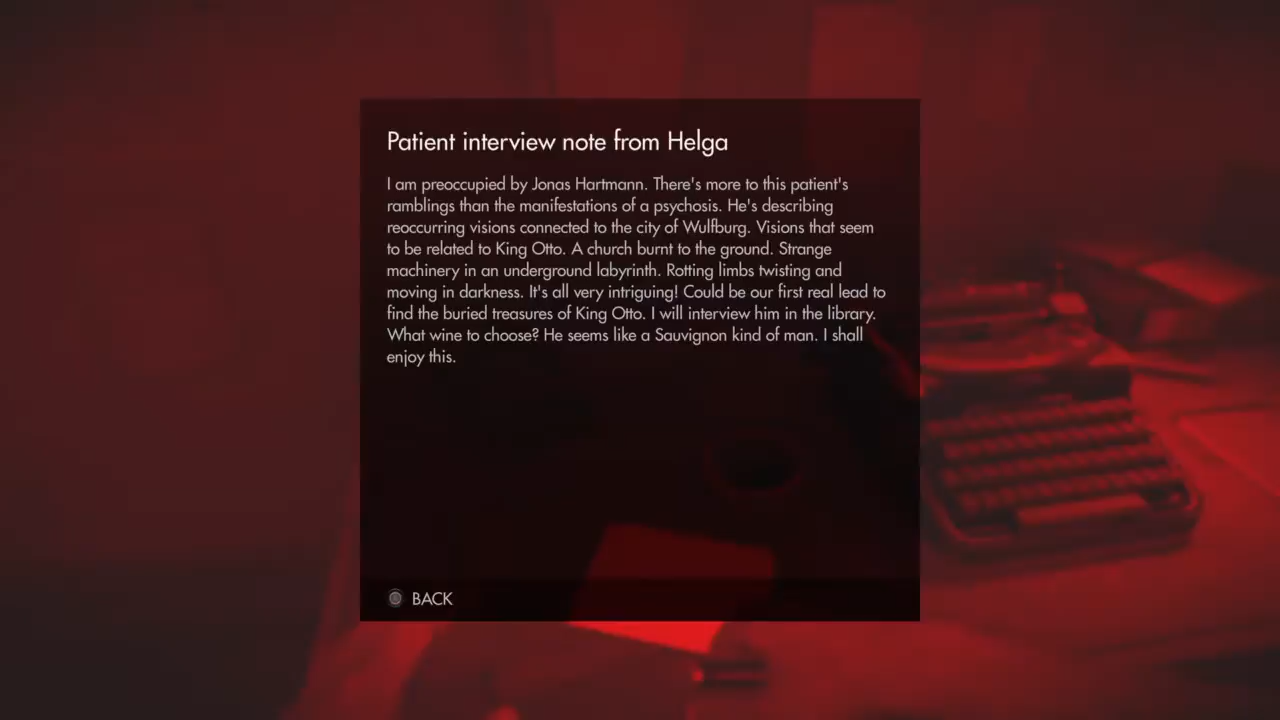 Patient interview note from Helga
I am preoccupied by Jonas Hartmann. There's more to this patient's
ramblings than the manifestations of a psychosis. He's describing
reoccurring visions connected to the city of Wulfburg. Visions that seem
to be related to King Otto. A church burnt to the ground. Strange
machinery in an underground labyrinth. Rotting limbs twisting and
moving in darkness. It's all very intriguing! Could be our first real lead to
find the buried treasures of King Otto. I will interview him in the library.
What wine to choose? He seems like a Sauvignon kind of man. I shall
enjoy this.
BACK